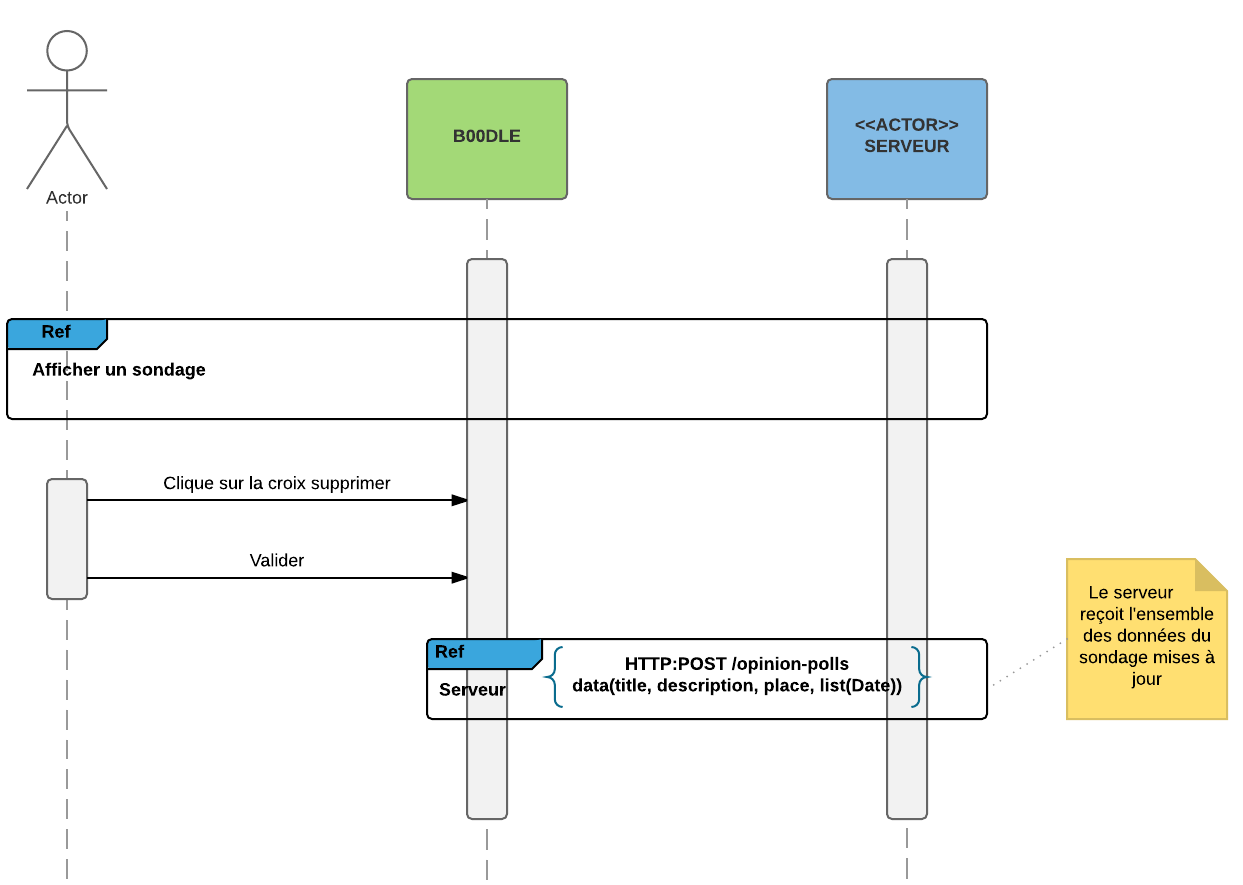 Actor
B00DLE
<<ACTOR>>
SERVEUR
Ref
Afficher un sondage
Clique sur la croix supprimer
Valider
Ref
Serveur
HTTP:POST /opinion-polls
data(title, description, place, list(Date))
Le serveur
reçoit l'ensemble
des données du
sondage mises à
jour